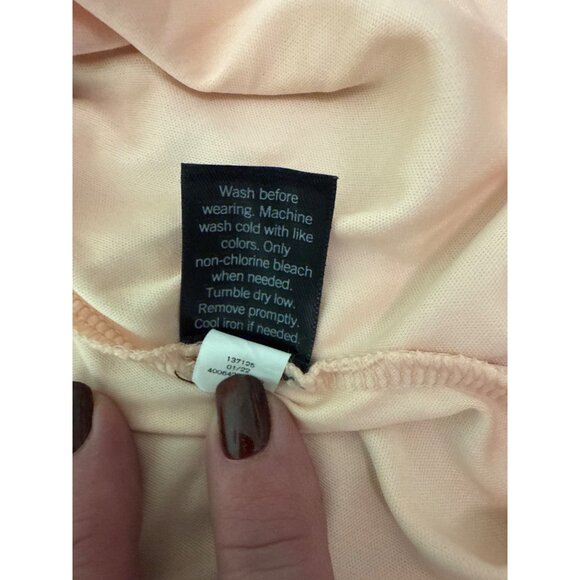 Wash before
wearing. Machine
wash cold with like
colors. Only
non-chlorine bleach
when needed.
Tumble dry low.
Remove promptly.
Cool iron if needed.
137125
01/22